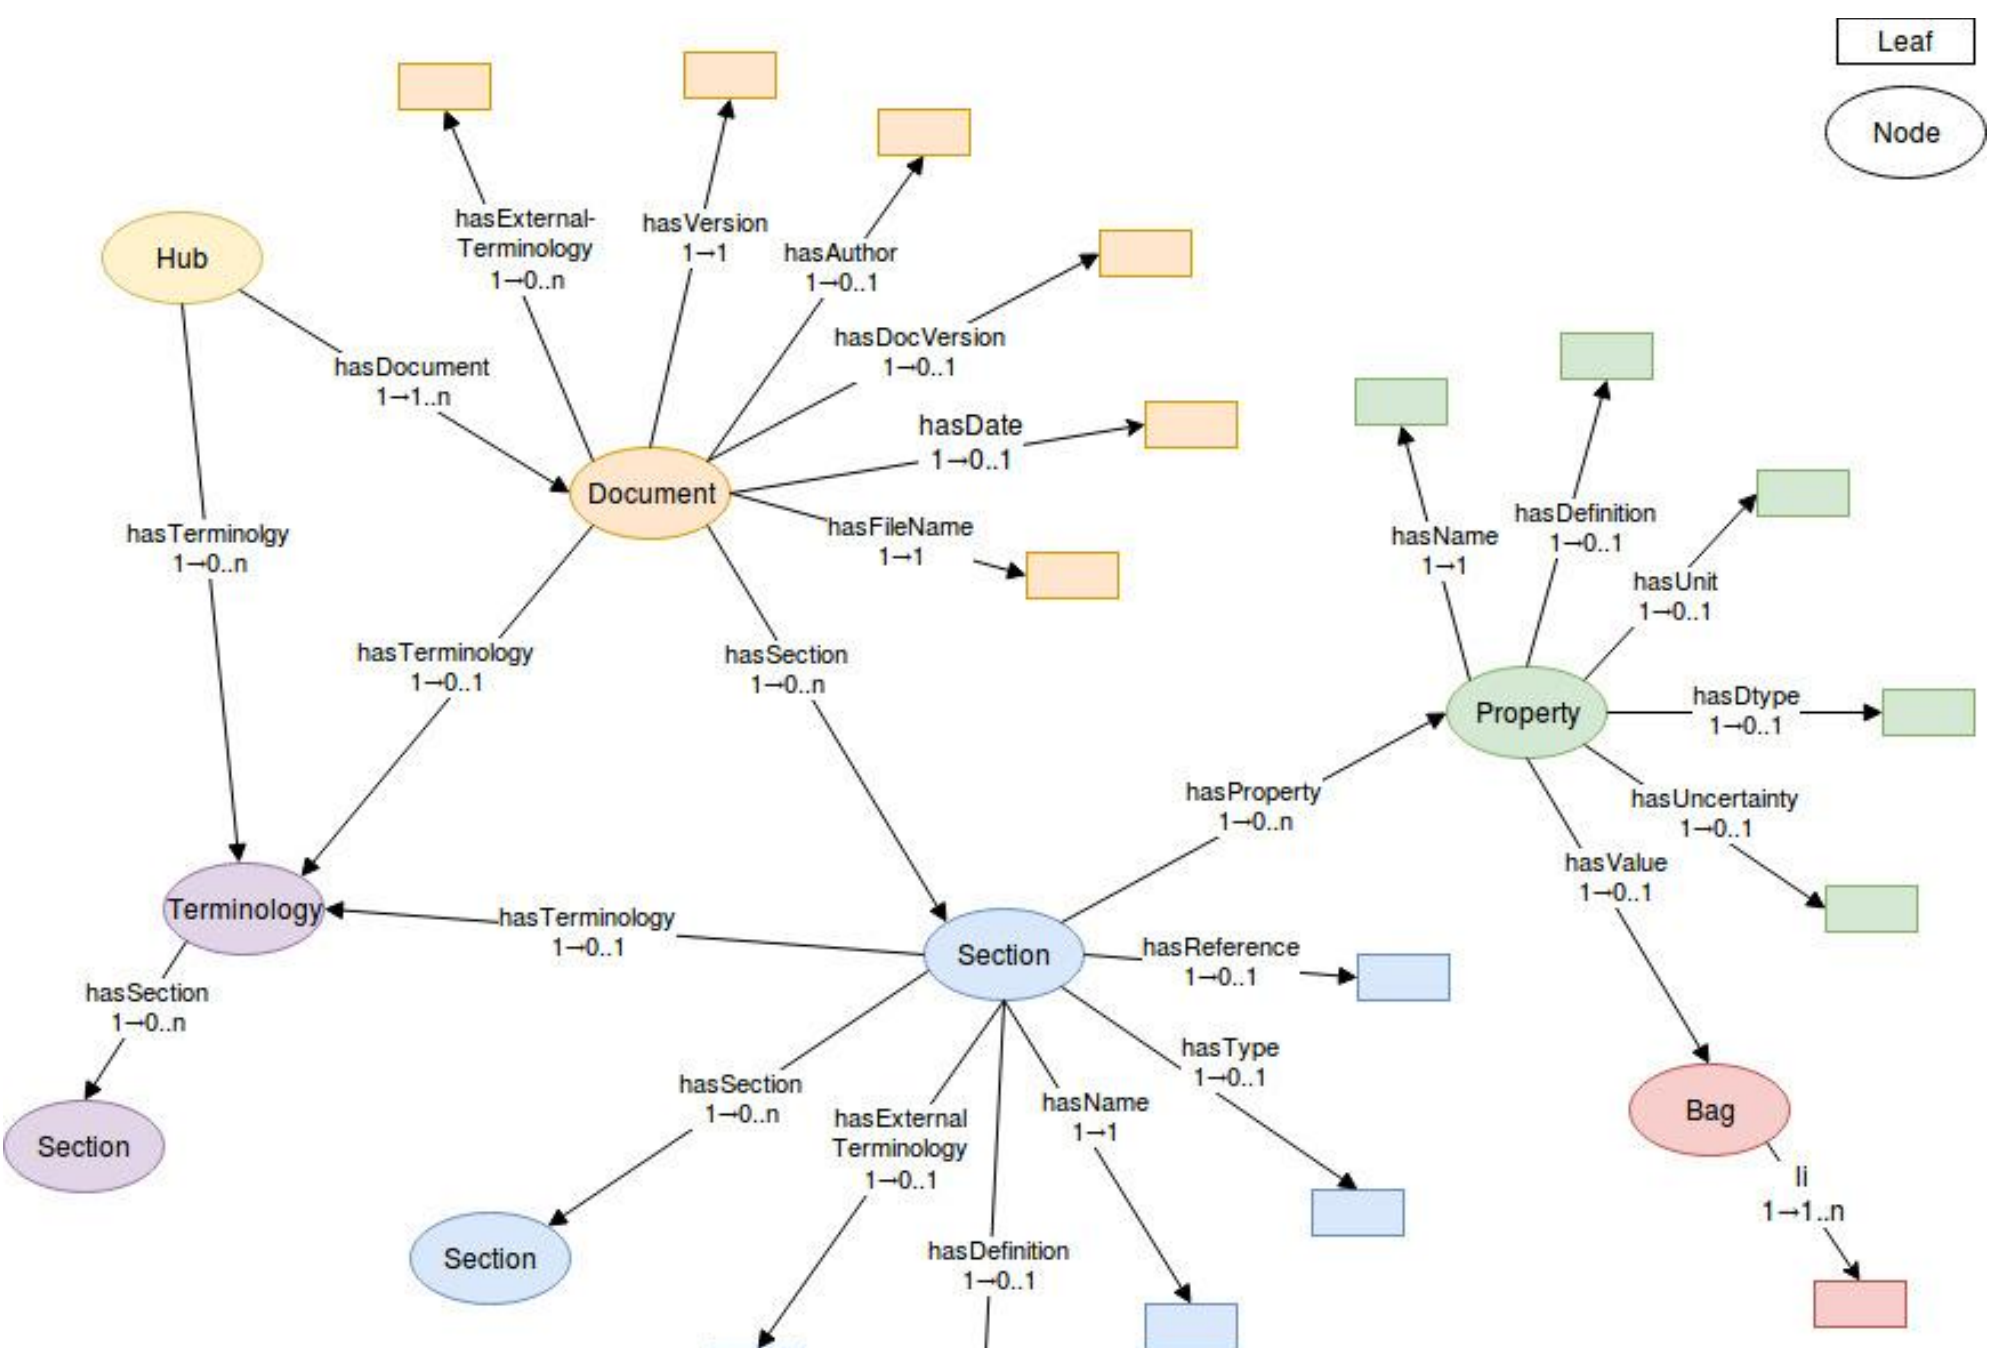 Leaf
Node
hasExternal-
Terminology
1→0..n
hasVersion
1→1
hasAuthor
1→0..1
Hub
hasDocVersion
1→0..1
hasDocument
1→1..n
hasDate
1→0..1
Document
hasFileName
1→1
hasTerminolgy
1→0..n
hasName
1→1
hasDefinition
1→0..1
hasUnit
1→0..1
hasTerminology
1→0..1
hasSection
1→0..n
Property
hasDtype
1→0..1
hasProperty
1→0..n
hasUncertainty
1→0..1
hasValue
1→0..1
Terminology
hasTerminology
1→0..1
Section
hasReference
1→0..1
hasSection
1→0..n
hasType
1→0..1
hasSection
1→0..n
hasExternal
Terminology
1→0..1
hasName
1→1
Bag
Section
li
1→1..n
Section
hasDefinition
1→0..1